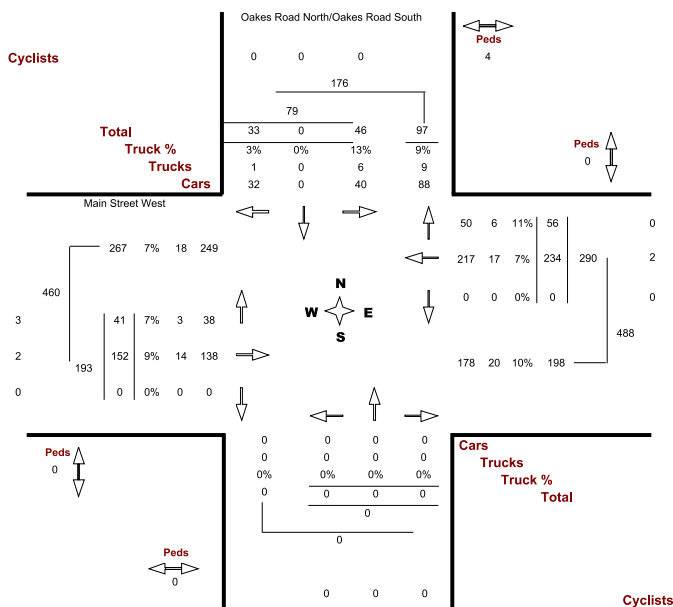 Oakes Road North/Oakes Road South
Peds
4
Cyclists
0 0 0
176
79
Total 33 0 46 97
Truck % 3% 0% 13% 9%
Trucks 1 0 6 9
Cars 32 0 40 88
Peds
0
Main Street West
50 6 11% 56 0
267 7% 18 249
217 17 7% 234 290 2
N
460
0 0 0% 0 0
W E
3 41 7% 3 38
S
488
2 193 152 9% 14 138
178 20 10% 198
0 0 0% 0 0
0 0 0 0 Cars
Peds
0
0 0 0 0 Trucks
0% 0% 0% 0% Truck %
0 0 0 0 Total
0
0
Peds
0
0 0 0
Cyclists